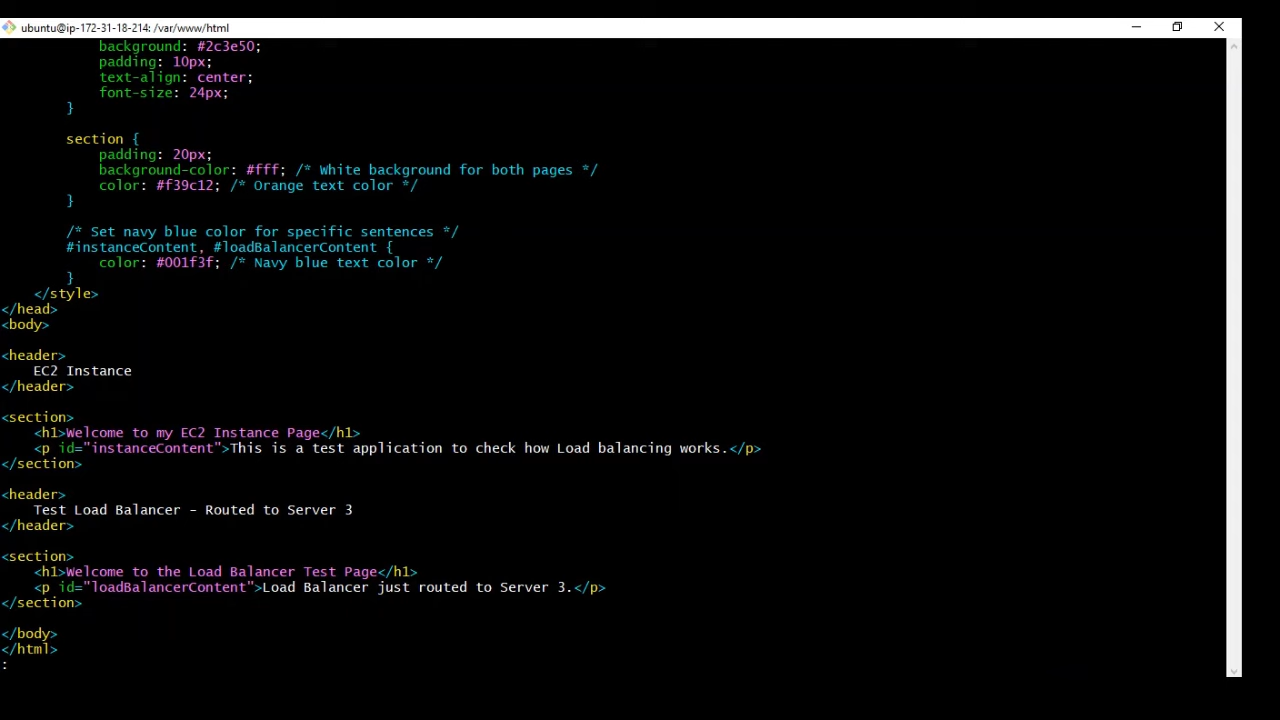 ubuntu@ip-172-31-18-214: /var/www/html
background: #2c3e50;
padding: 10px;
text-align: center;
font-size: 24px;
}
section {
padding: 20px;
background-color: #fff; /* White background for both pages */
color: #f39c12; /* Orange text color */
}
/* Set navy blue color for specific sentences */
#instanceContent, #loadBalancerContent {
color: #001f3f; /* Navy blue text color */
}
</style>
</head>
<body>
<header>
EC2 Instance
</header>
<section>
<h1>Welcome to my EC2 Instance Page</h1>
<p id="instanceContent">This is a test application to check how Load balancing works.</p>
</section>
<header>
Test Load Balancer - Routed to Server 3
</header>
<section>
<h1>Welcome to the Load Balancer Test Page</h1>
<p id="loadBalancerContent">Load Balancer just routed to Server 3.</p>
</section>
</body>
</html>
: